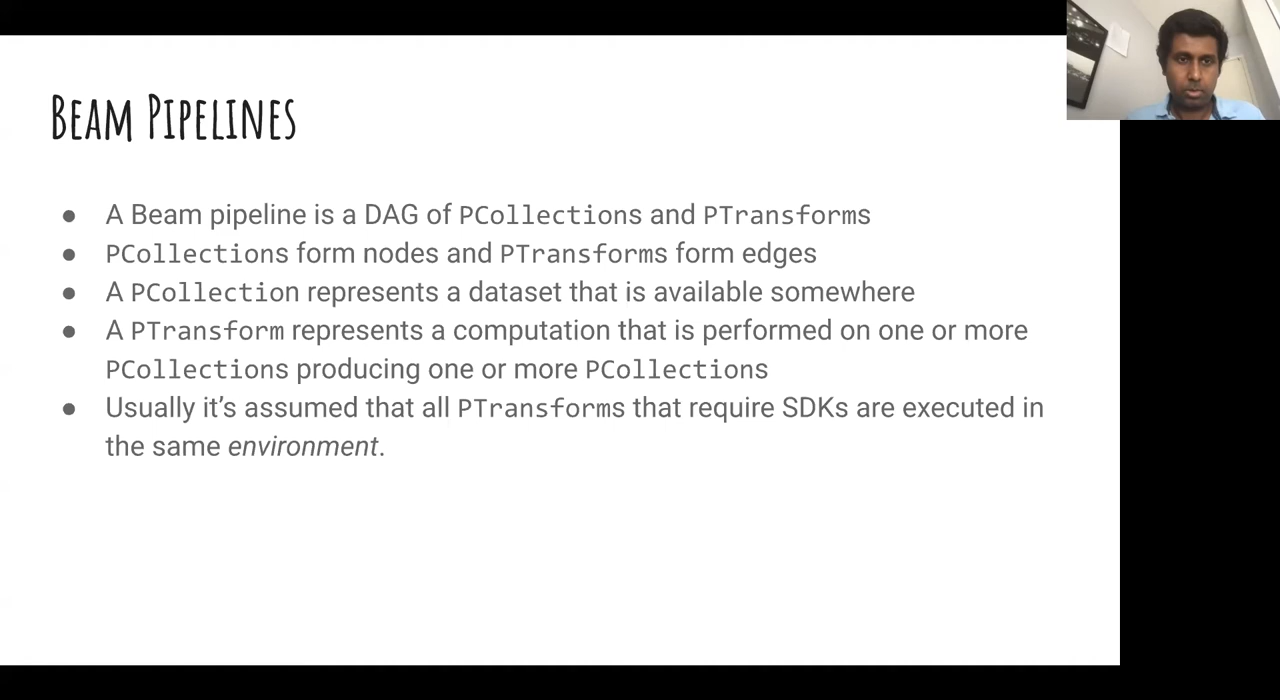 Beam Pipelines
● A Beam pipeline is a DAG of PCollections and PTransforms
● PCollections form nodes and PTransforms form edges
● A PCollection represents a dataset that is available somewhere
● A PTransform represents a computation that is performed on one or more
PCollections producing one or more PCollections
● Usually it’s assumed that all PTransforms that require SDKs are executed in
the same environment.